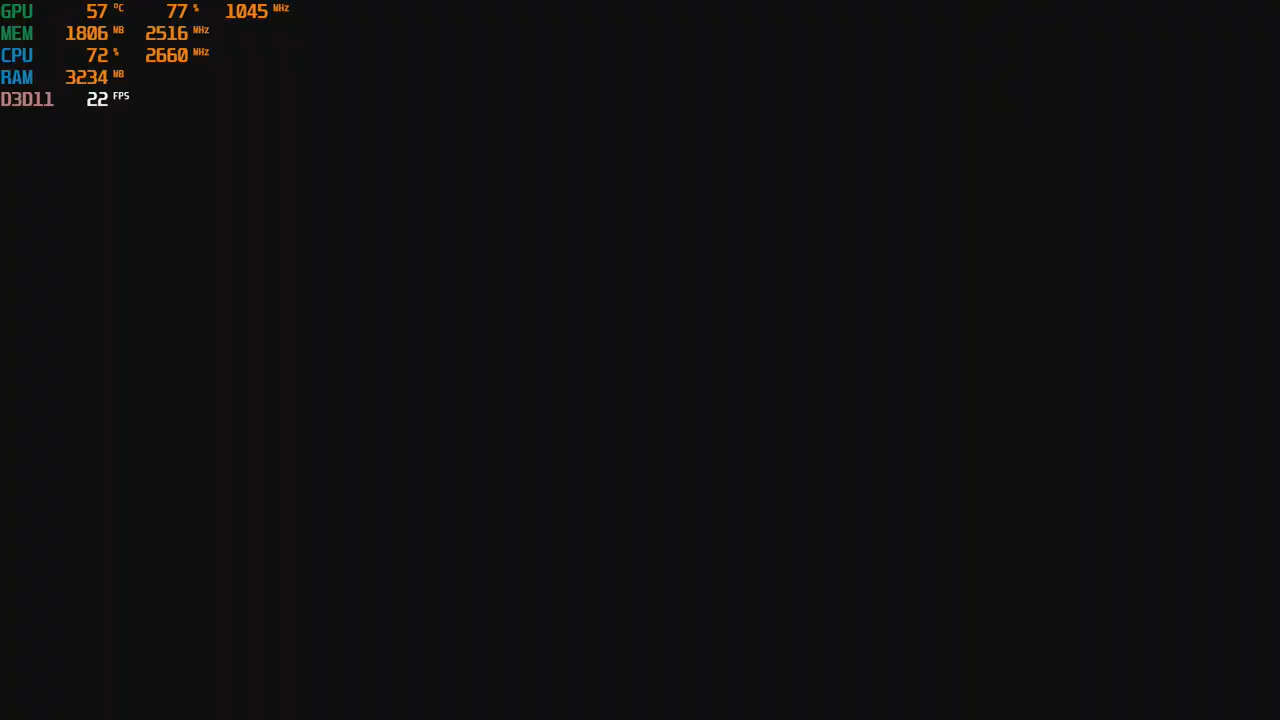 GPU 57 °C 77 % 1045 MHz
MEM 1806 MB 2516 MHz
CPU 72 % 2660 MHz
RAM 3234 MB
D3D11 22 FPS